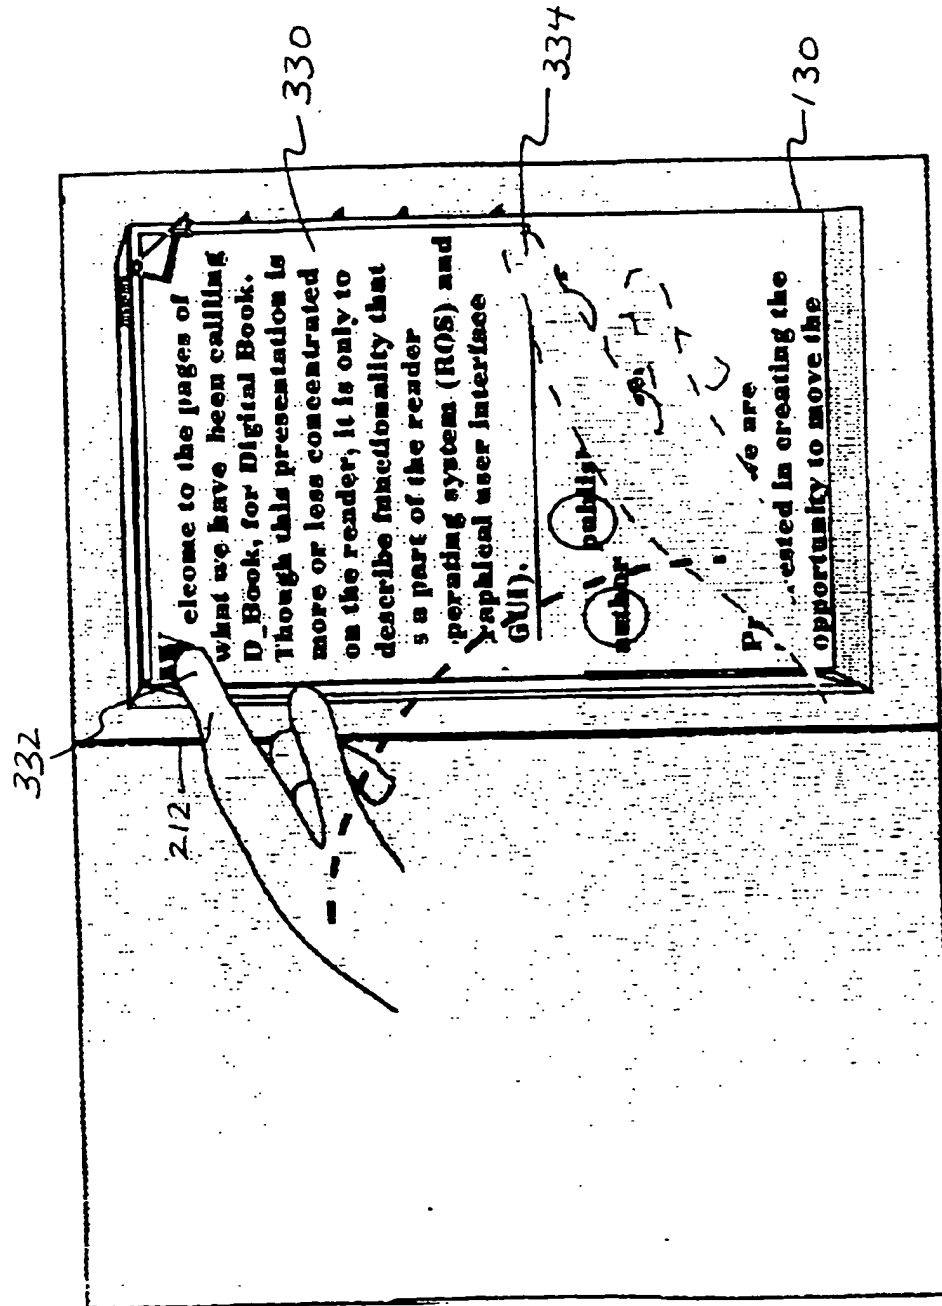 330
334
130
332
212
elcome to the pages of
what we have been callling
D_Book, for Digital Book.
Though this presentation is
more or less concentrated
on the reader, it is only to
describe functionality that
s a part of the reader
perating system (ROS) and
raphical user interface
GUI).
author publis
Pr e are
ested in creating the
opportunity to move the